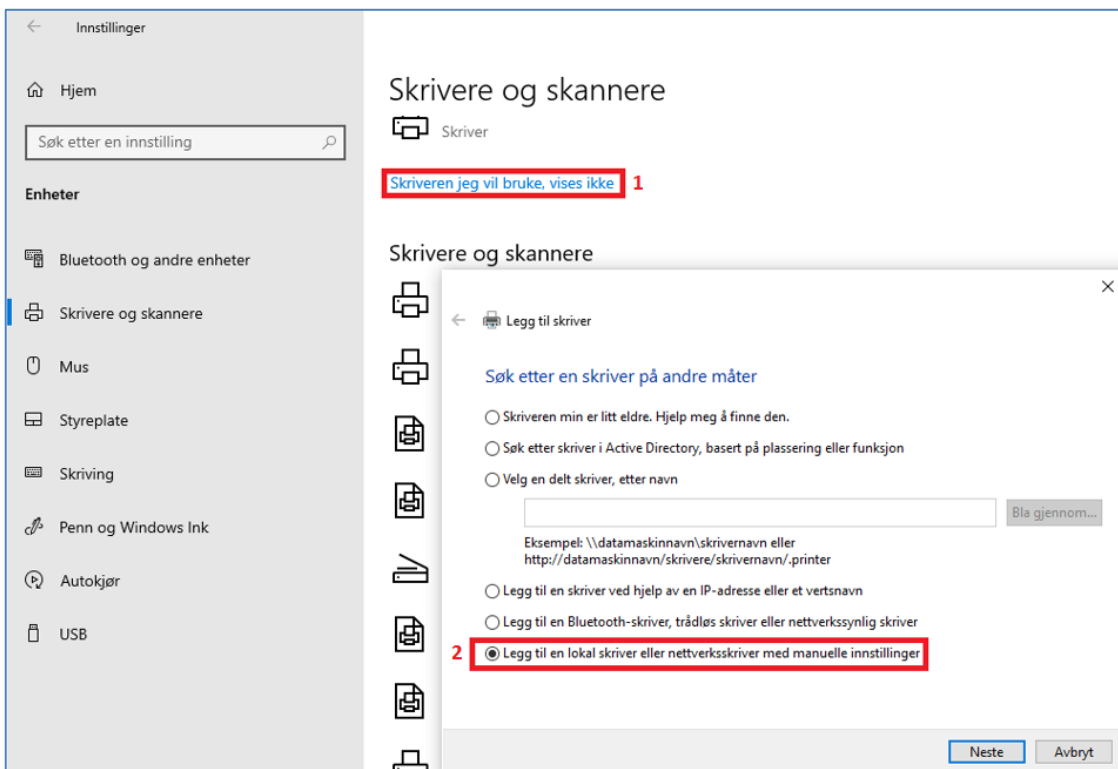 Innstillinger
Hjem
Søk etter en innstilling
Enheter
Bluetooth og andre enheter
Skrivere og skannere
Mus
Styreplate
Skriving
Penn og Windows Ink
Autokjør
USB
Skrivere og skannere
Skriver
Skriveren jeg vil bruke, vises ikke 1
Skrivere og skannere
Legg til skriver
Søk etter en skriver på andre måter
Skriveren min er litt eldre. Hjelp meg å finne den.
Søk etter skriver i Active Directory, basert på plassering eller funksjon
Velg en delt skriver, etter navn
Bla gjennom...
Eksempel: \\datamaskinnavn\skrivernavn eller
http://datamaskinnavn/skrivere/skrivernavn/.printer
Legg til en skriver ved hjelp av en IP-adresse eller et vertsnavn
Legg til en Bluetooth-skriver, trådløs skriver eller nettverkssynlig skriver
2 Legg til en lokal skriver eller nettverksskriver med manuelle innstillinger
Neste Avbryt